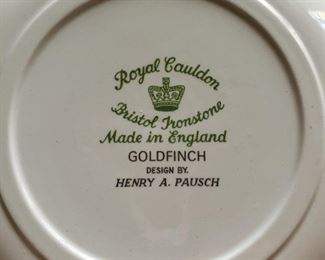 Royal Cauldon
Bristol Ironstone
Made in England
GOLDFINCH
DESIGN BY.
HENRY A. PAUSCH